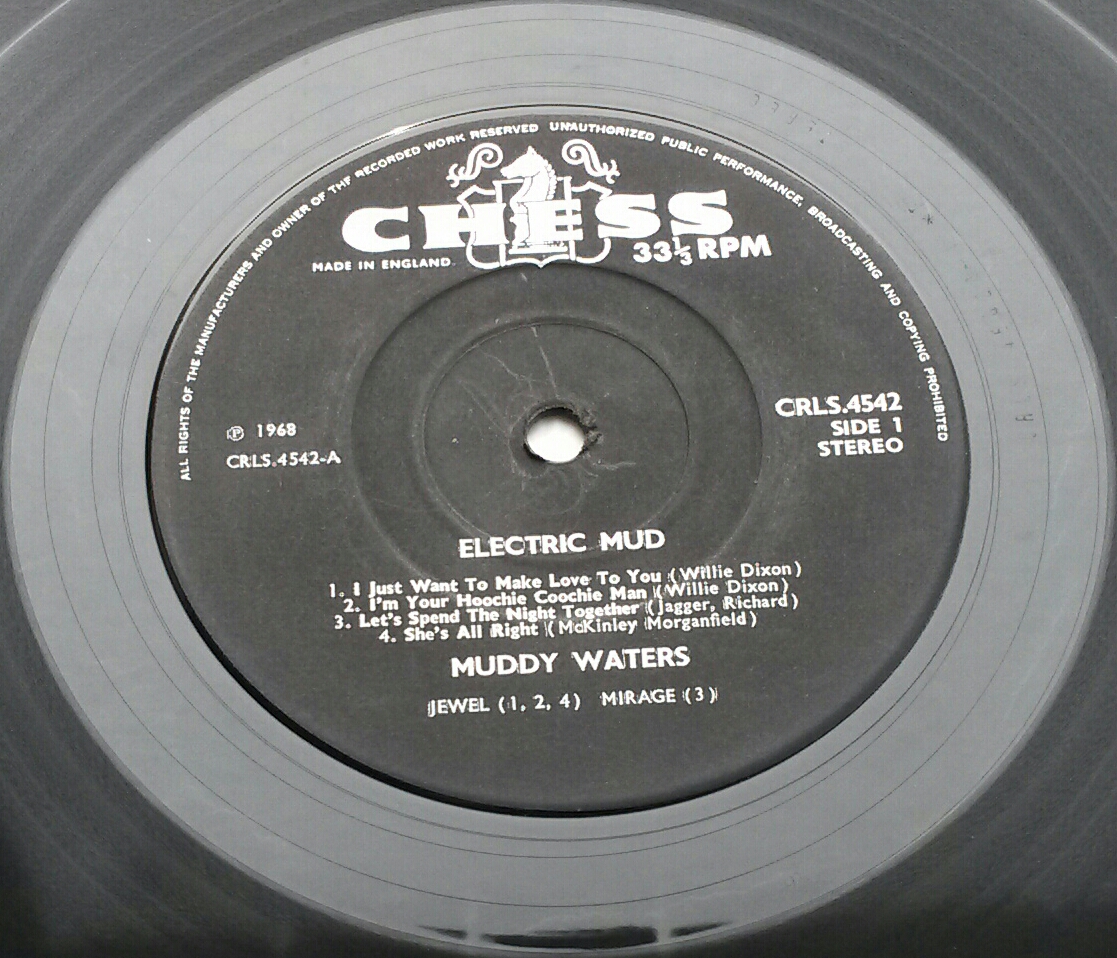 ALL RIGHTS OF THE MANUFACTURERS AND OWNER OF THE RECORDED WORK RESERVED UNAUTHORIZED PUBLIC PERFORMANCE, BROADCASTING AND COPYING PROHIBITED
CHESS
MADE IN ENGLAND.
33⅓ RPM
℗ 1968
CRLS.4542-A
CRLS.4542
SIDE 1
STEREO
ELECTRIC MUD
1. I Just Want To Make Love To You (Willie Dixon)
2. I'm Your Hoochie Coochie Man (Willie Dixon)
3. Let's Spend The Night Together (Jagger, Richard)
4. She's All Right (McKinley Morganfield)
MUDDY WATERS
JEWEL (1, 2, 4) MIRAGE (3)